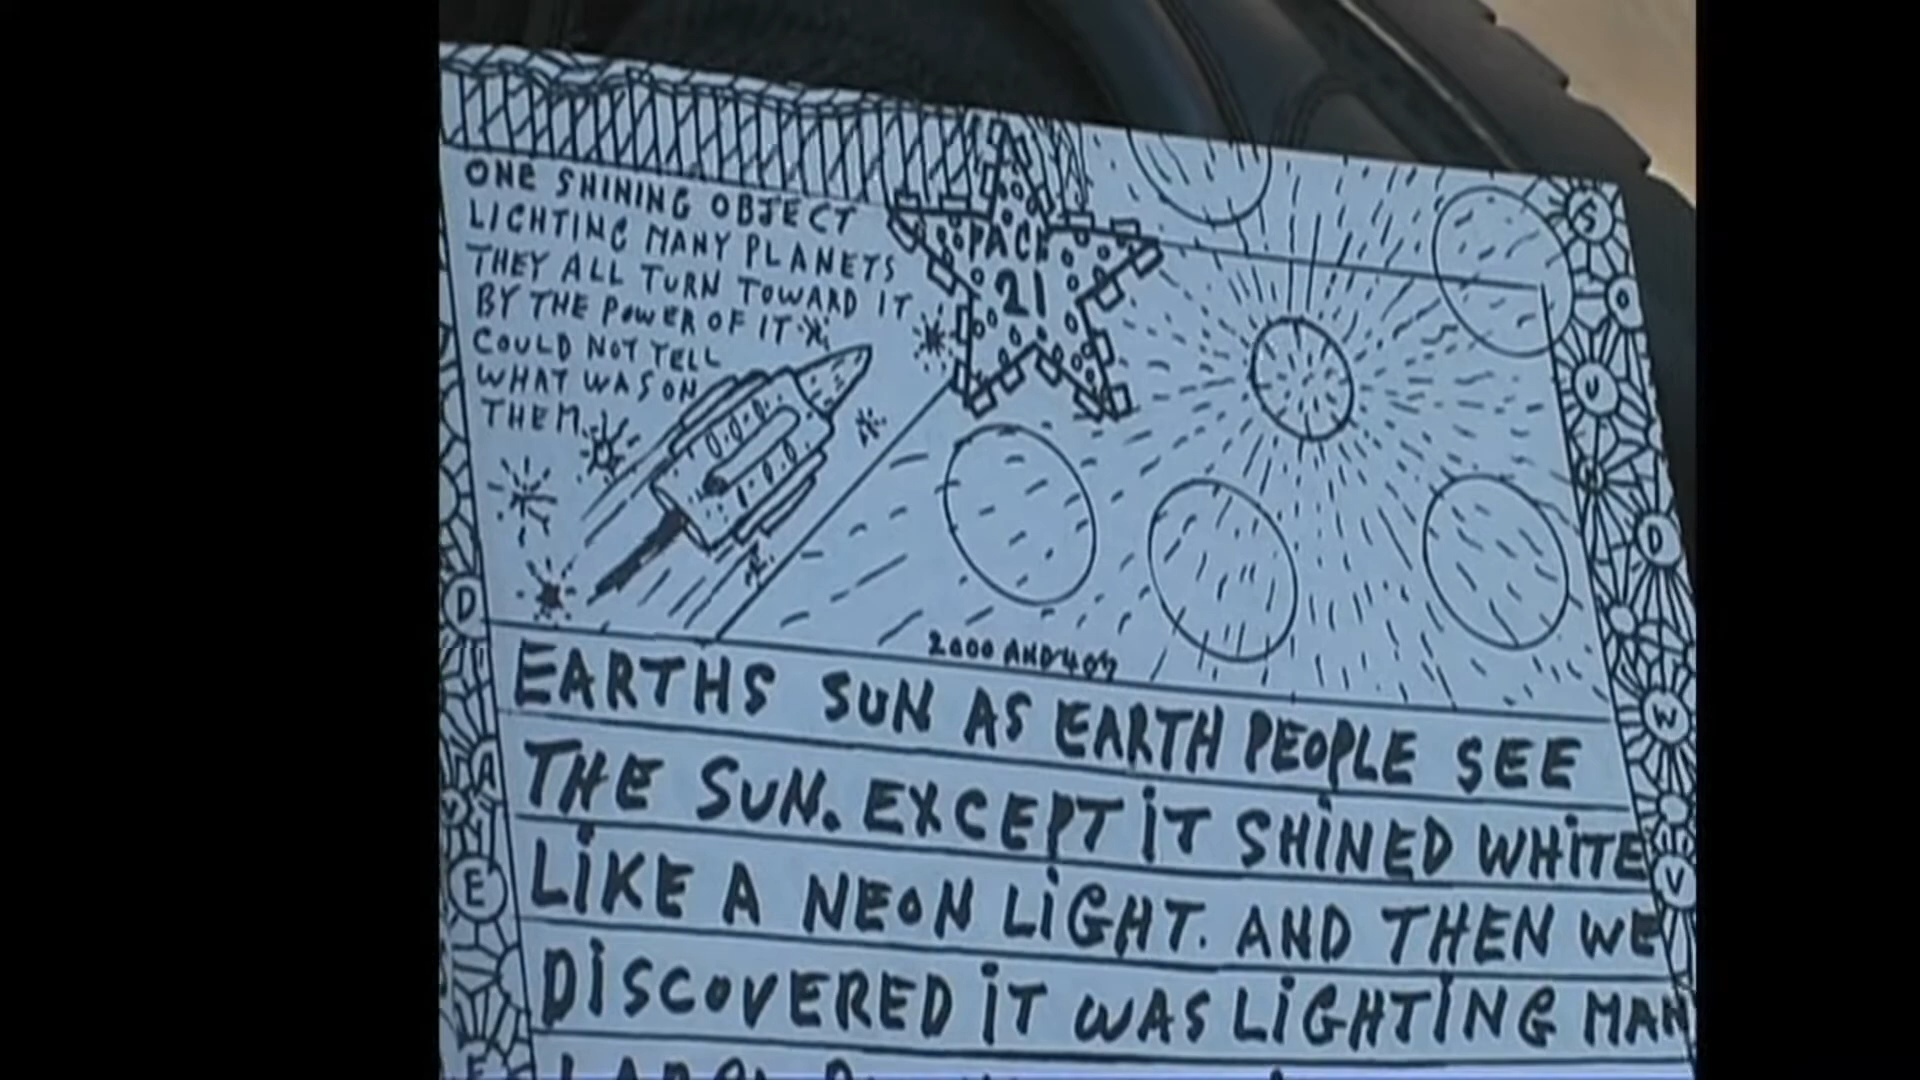 ONE SHINING OBJECT
LIGHTING MANY PLANETS
THEY ALL TURN TOWARD IT
BY THE POWER OF IT
COULD NOT TELL
WHAT WAS ON
THEM.
SPACE
21
2000 AND
EARTHS SUN AS EARTH PEOPLE SEE
THE SUN. EXCEPT iT SHiNED WHiTE
LiKE A NEON LiGHT. AND THEN WE
DiSCOVERED iT WAS LiGHTiNG MAN
S
O
U
N
D
W
V
D
A
E